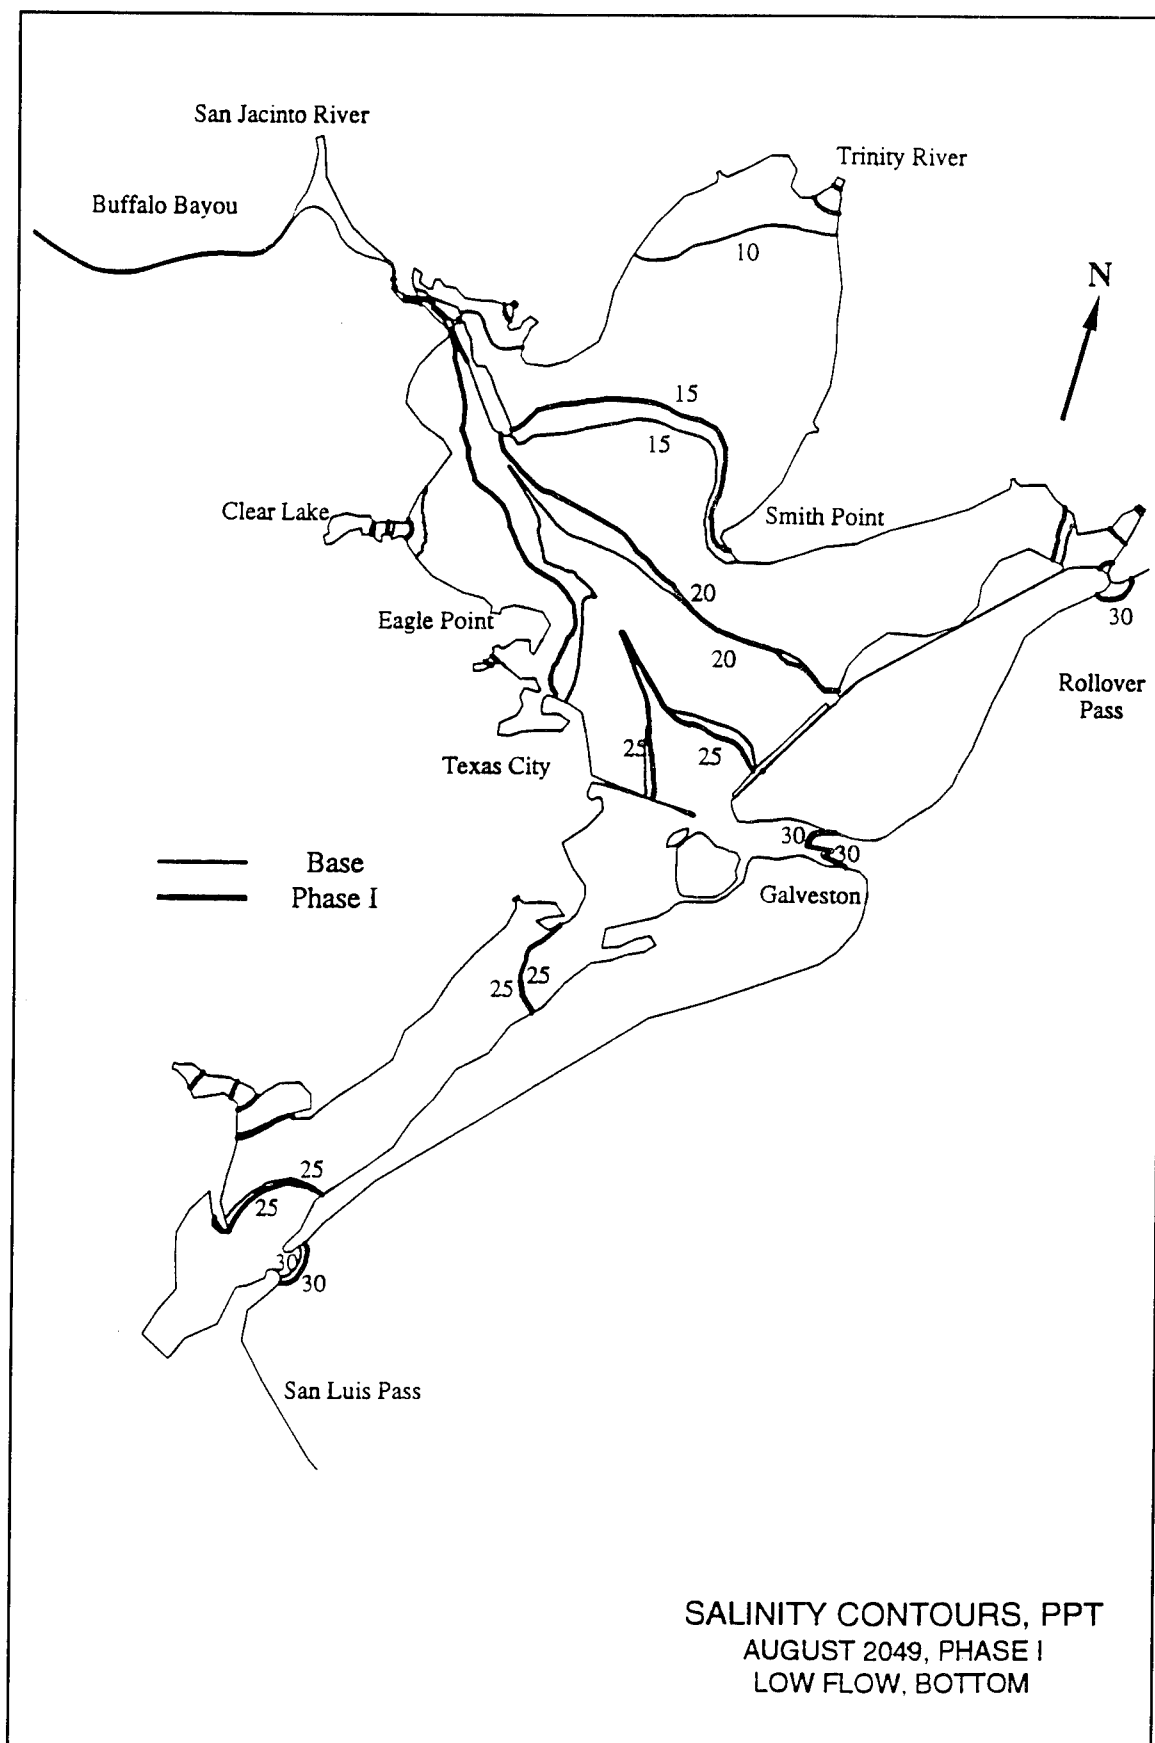 San Jacinto River
Trinity River
Buffalo Bayou
10
N
15
15
Clear Lake
Smith Point
20
Eagle Point
30
20
Rollover
Pass
25
25
Texas City
30
30
Base
Galveston
Phase I
25
25
25
25
30
30
San Luis Pass
SALINITY CONTOURS, PPT
AUGUST 2049, PHASE I
LOW FLOW, BOTTOM